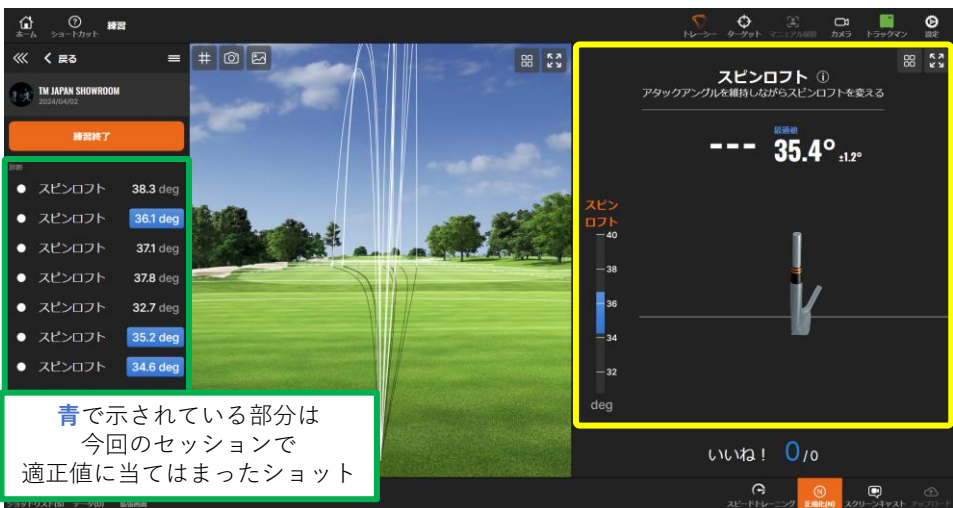 ホーム
ショートカット
練習
トレーシー
ターゲット
カメラ
トラックマン
設定
戻る
TM JAPAN SHOWROOM
2024/04/02
練習終了
診断
スピンロフト 38.3 deg
スピンロフト 36.1 deg
スピンロフト 37.1 deg
スピンロフト 37.8 deg
スピンロフト 32.7 deg
スピンロフト 35.2 deg
スピンロフト 34.6 deg
青で示されている部分は
今回のセッションで
適正値に当てはまったショット
スピンロフト
アタックアングルを維持しながらスピンロフトを変える
最適値
--- 35.4° ±1.2°
スピン
ロフト
40
38
36
34
32
deg
いいね！ 0/0
スピードトレーニング
正規化(N)
スクリーンキャスト
アップロード